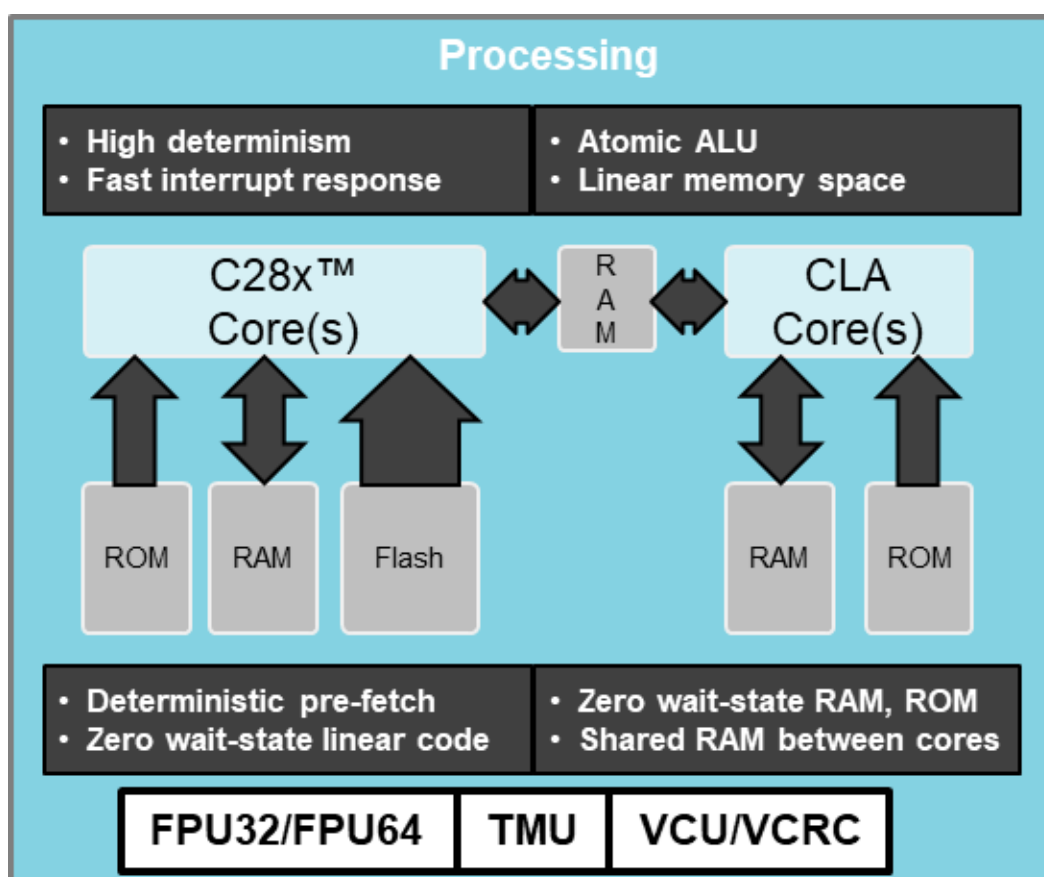 Processing
• High determinism
• Fast interrupt response
• Atomic ALU
• Linear memory space
C28x™
Core(s)
R
A
M
CLA
Core(s)
ROM
RAM
Flash
RAM
ROM
• Deterministic pre-fetch
• Zero wait-state linear code
• Zero wait-state RAM, ROM
• Shared RAM between cores
FPU32/FPU64
TMU
VCU/VCRC